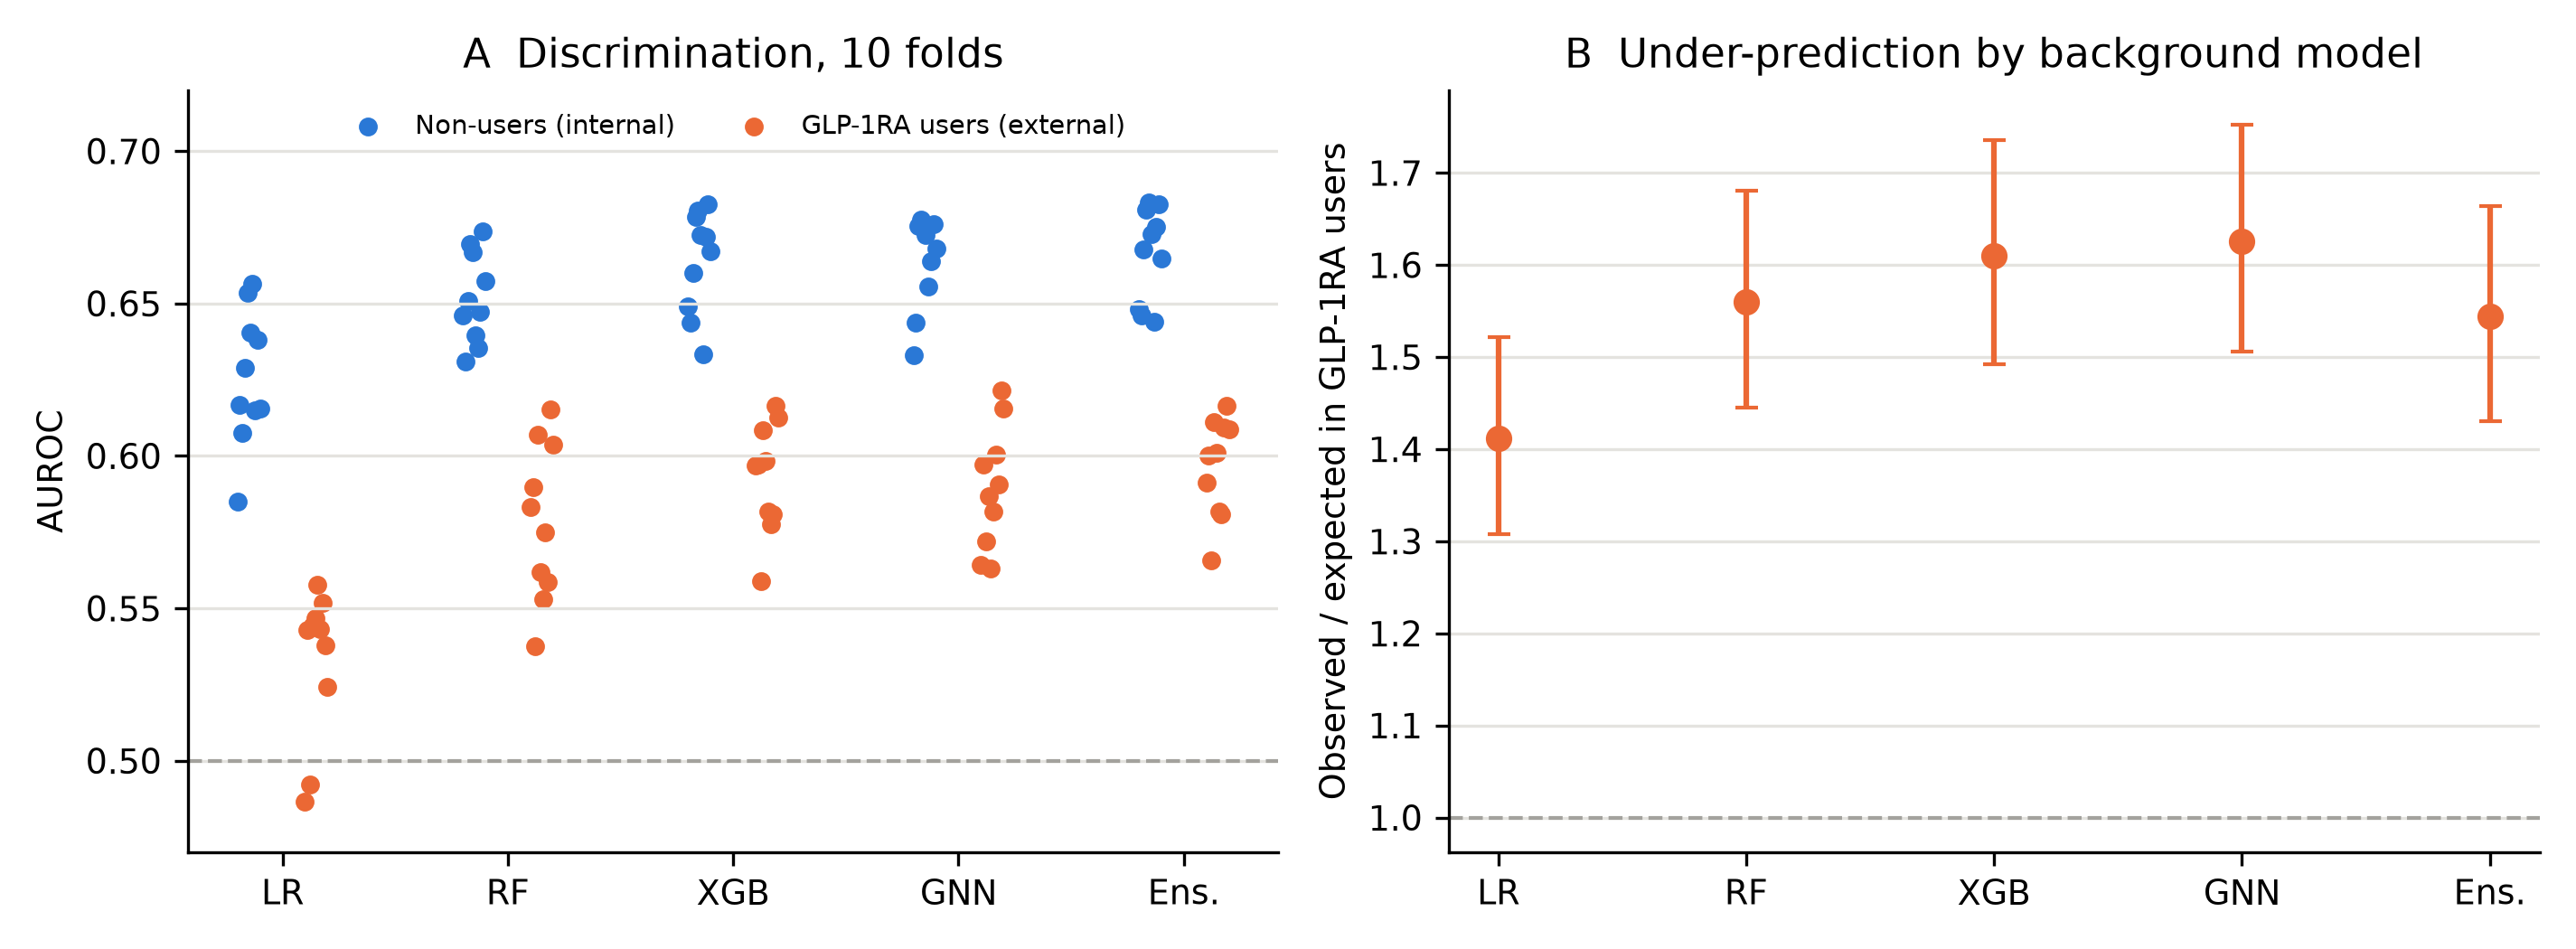 A  Discrimination, 10 folds
Non-users (internal)
GLP-1RA users (external)
AUROC
0.70
0.65
0.60
0.55
0.50
LR
RF
XGB
GNN
Ens.
B  Under-prediction by background model
Observed / expected in GLP-1RA users
1.7
1.6
1.5
1.4
1.3
1.2
1.1
1.0
LR
RF
XGB
GNN
Ens.